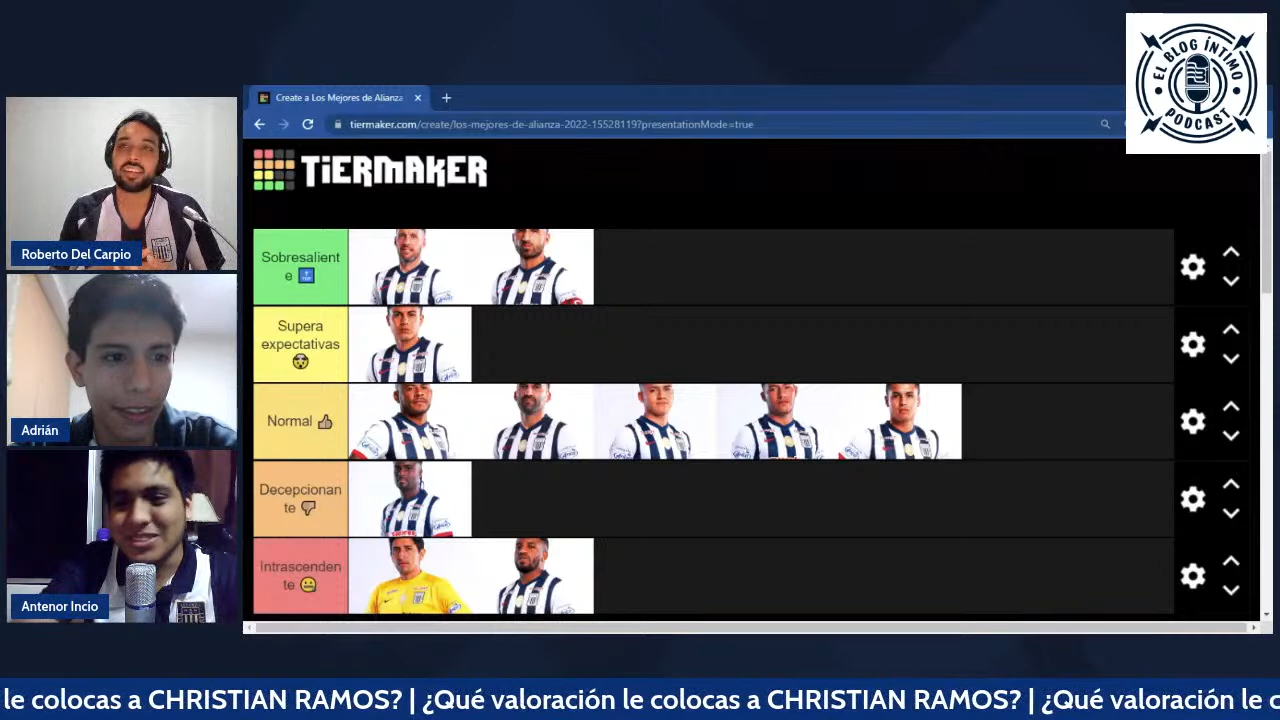 EL BLOG ÍNTIMO
PODCAST
Create a Los Mejores de Alianza
tiermaker.com/create/los-mejores-de-alianza-2022-15528119?presentationMode=true
TiERMAKER
Sobresalient
e
TOP
Supera
expectativas
Normal
Decepcionan
te
Intrascenden
te
Roberto Del Carpio
Adrián
Antenor Incio
le colocas a CHRISTIAN RAMOS? | ¿Qué valoración le colocas a CHRISTIAN RAMOS? | ¿Qué valoración le c